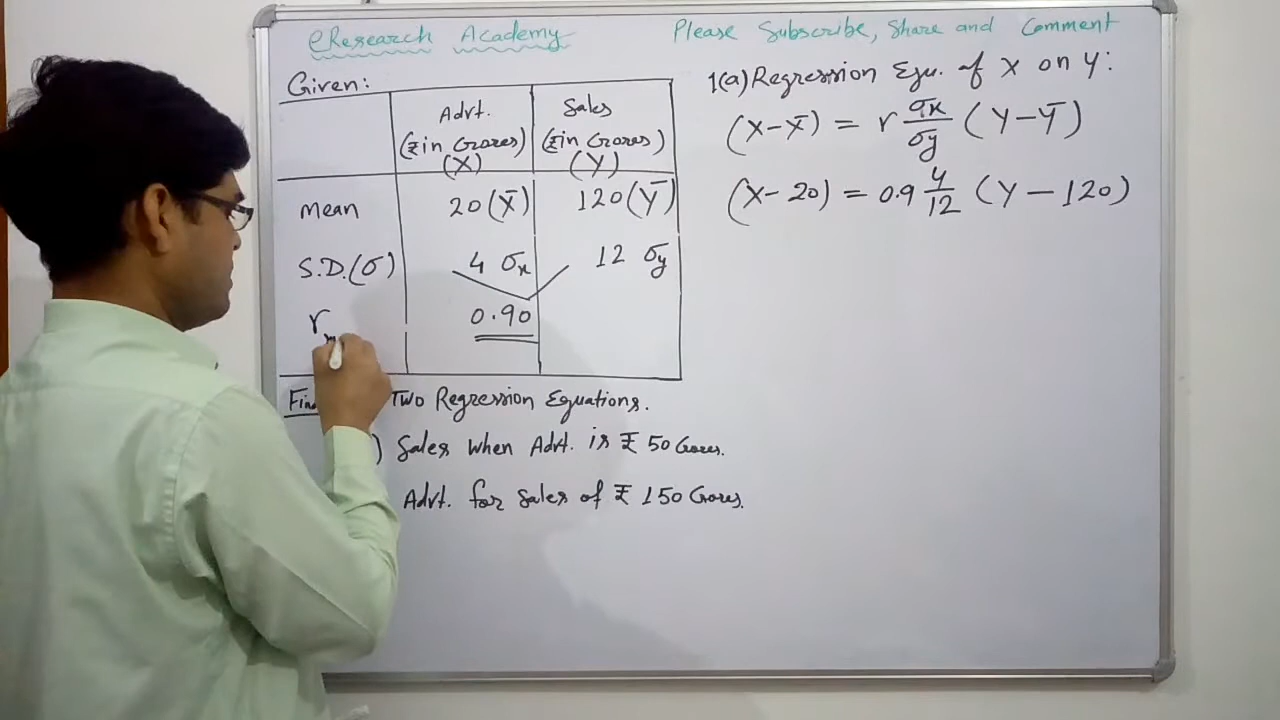 eResearch Academy Please Subscribe, Share and Comment
Given:
Advt. Sales
(₹ in Crores) (₹ in Crores)
(X) (Y)
Mean 20(X̄) 120(Ȳ)
S.D.(σ) 4 σx 12 σy
r 0.90
Two Regression Equations.
) Sales when Advt. is ₹ 50 Crores.
Advt. for Sales of ₹ 150 Crores.
1(a) Regression Equ. of X on Y:
(X-X̄) = r σx/σy (Y-Ȳ)
(X-20) = 0.9 4/12 (Y-120)